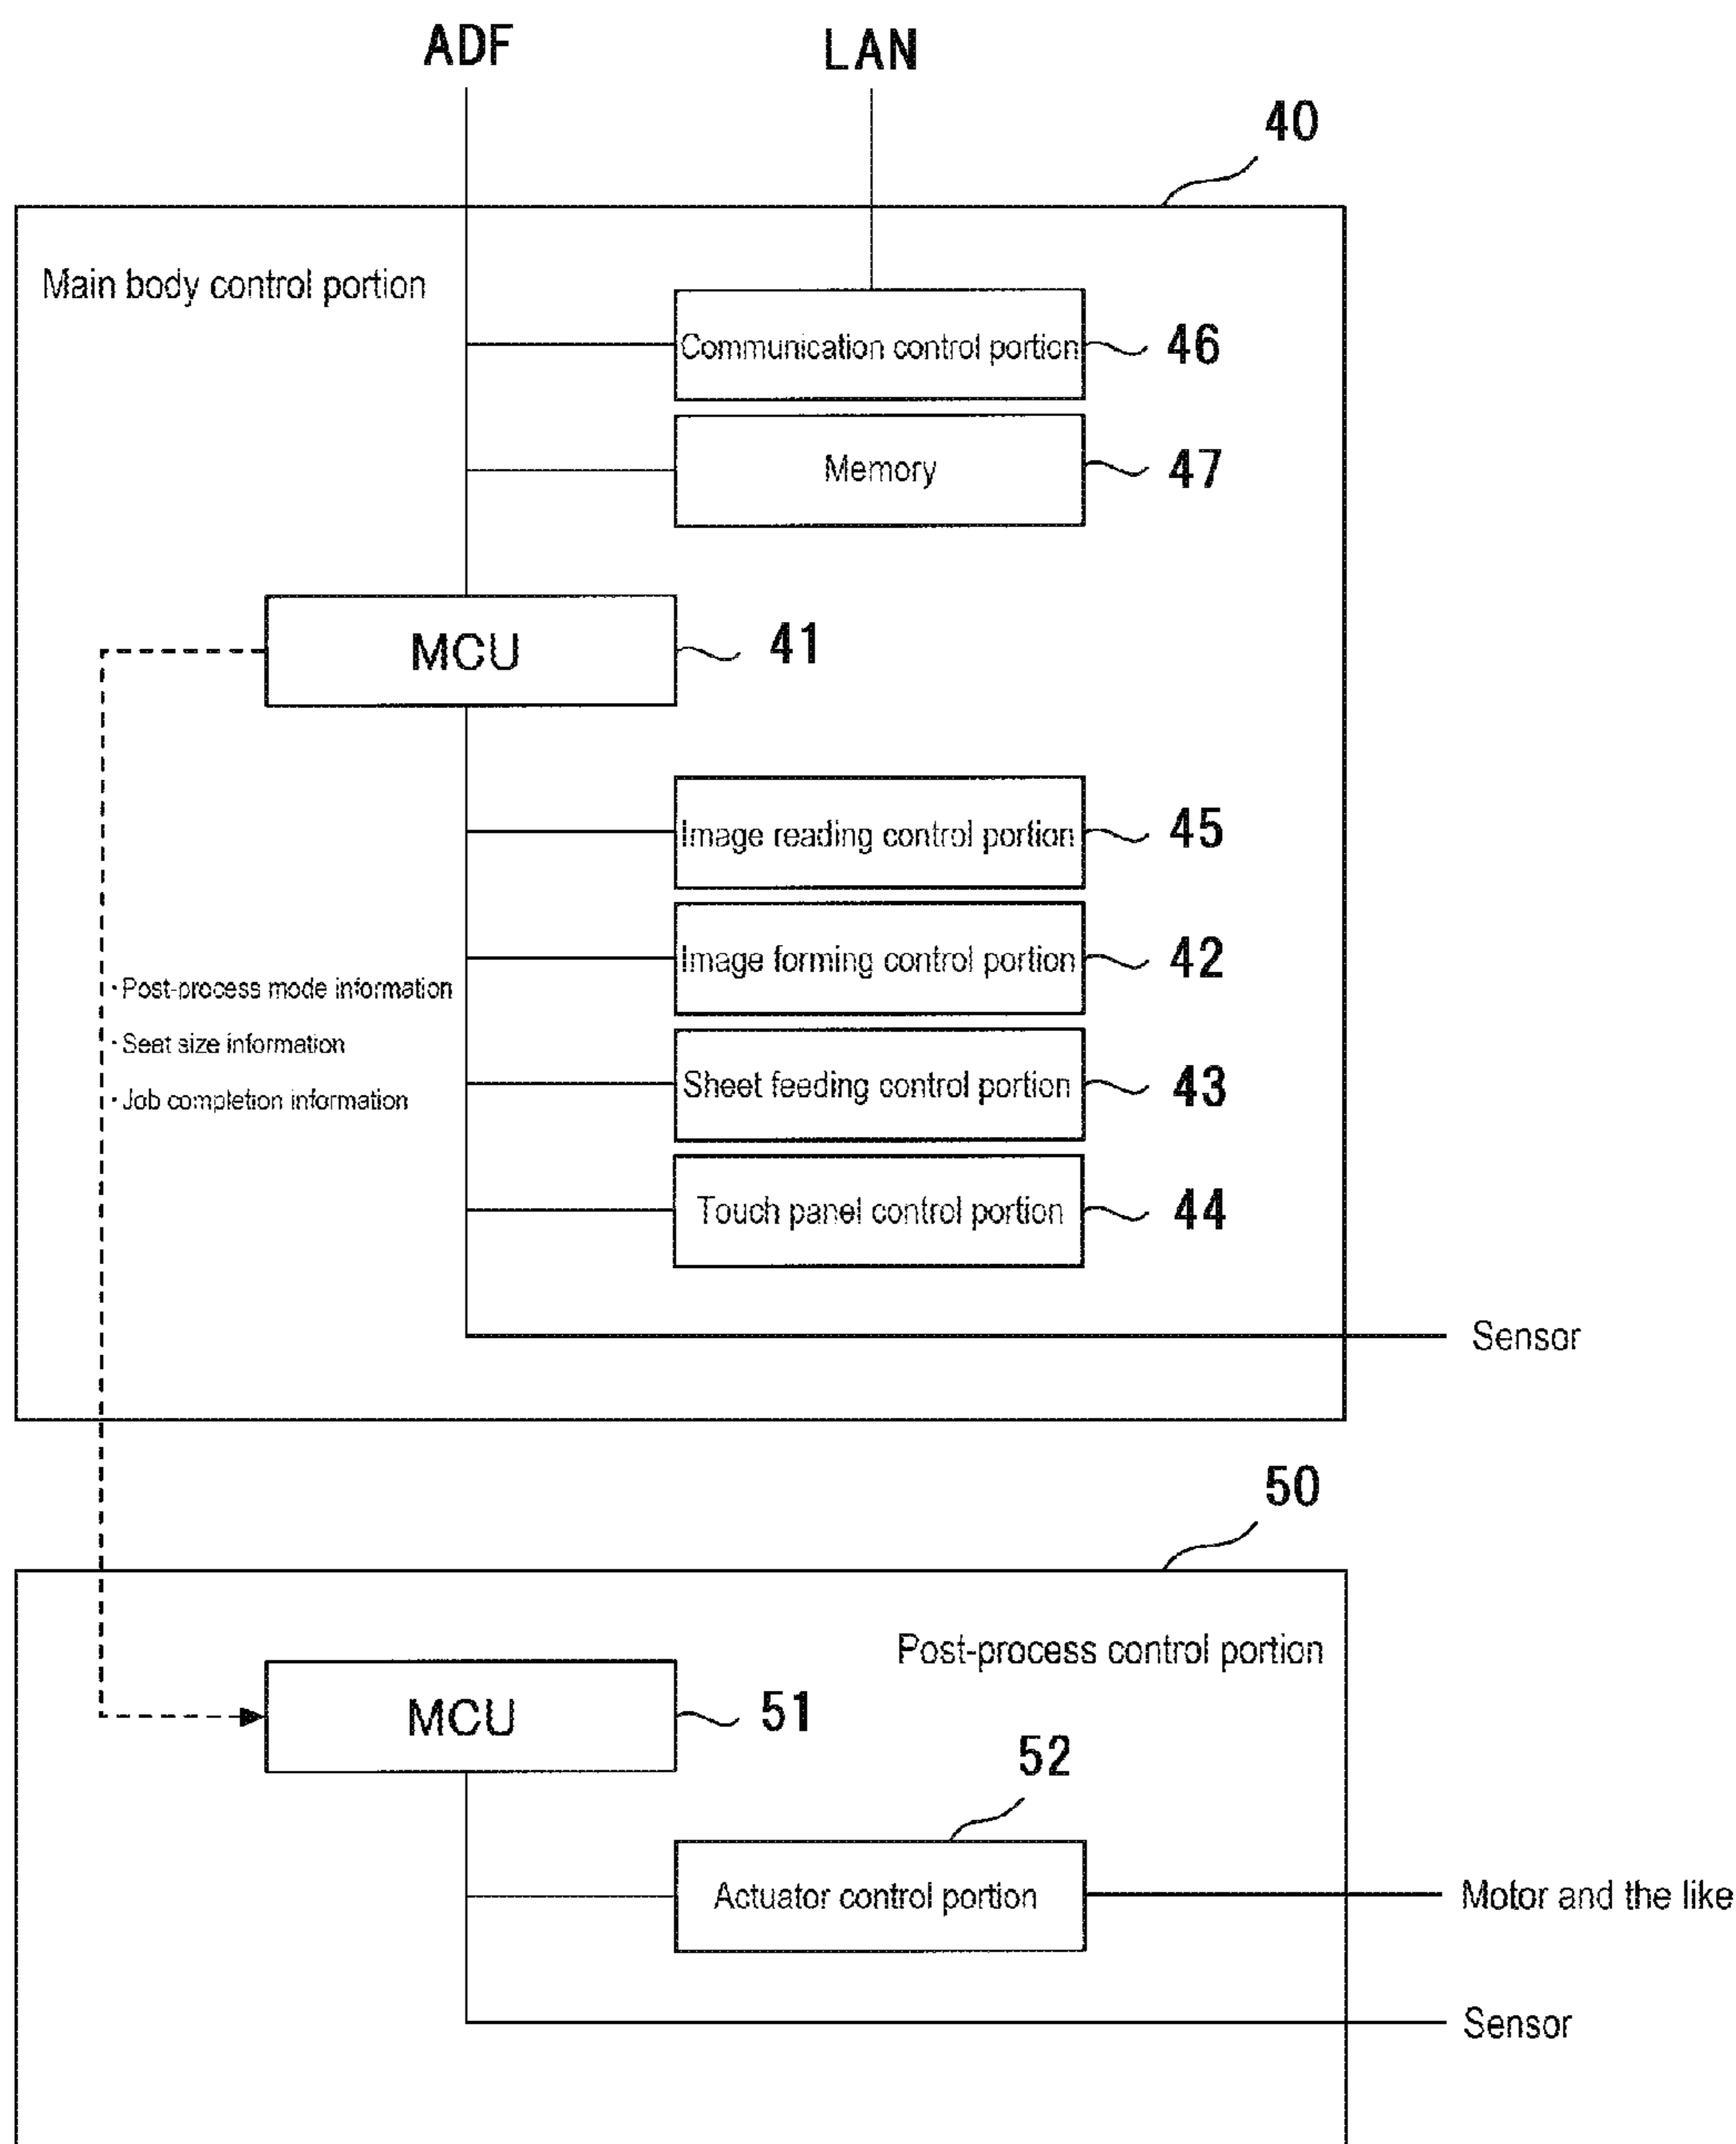 ADF
LAN
40
Main body control portion
Communication control portion
46
Memory
47
MCU
41
Image reading control portion
45
Image forming control portion
42
・Post-process mode information
・Seat size information
・Job completion information
Sheet feeding control portion
43
Touch panel control portion
44
Sensor
50
Post-process control portion
MCU
51
52
Actuator control portion
Motor and the like
Sensor